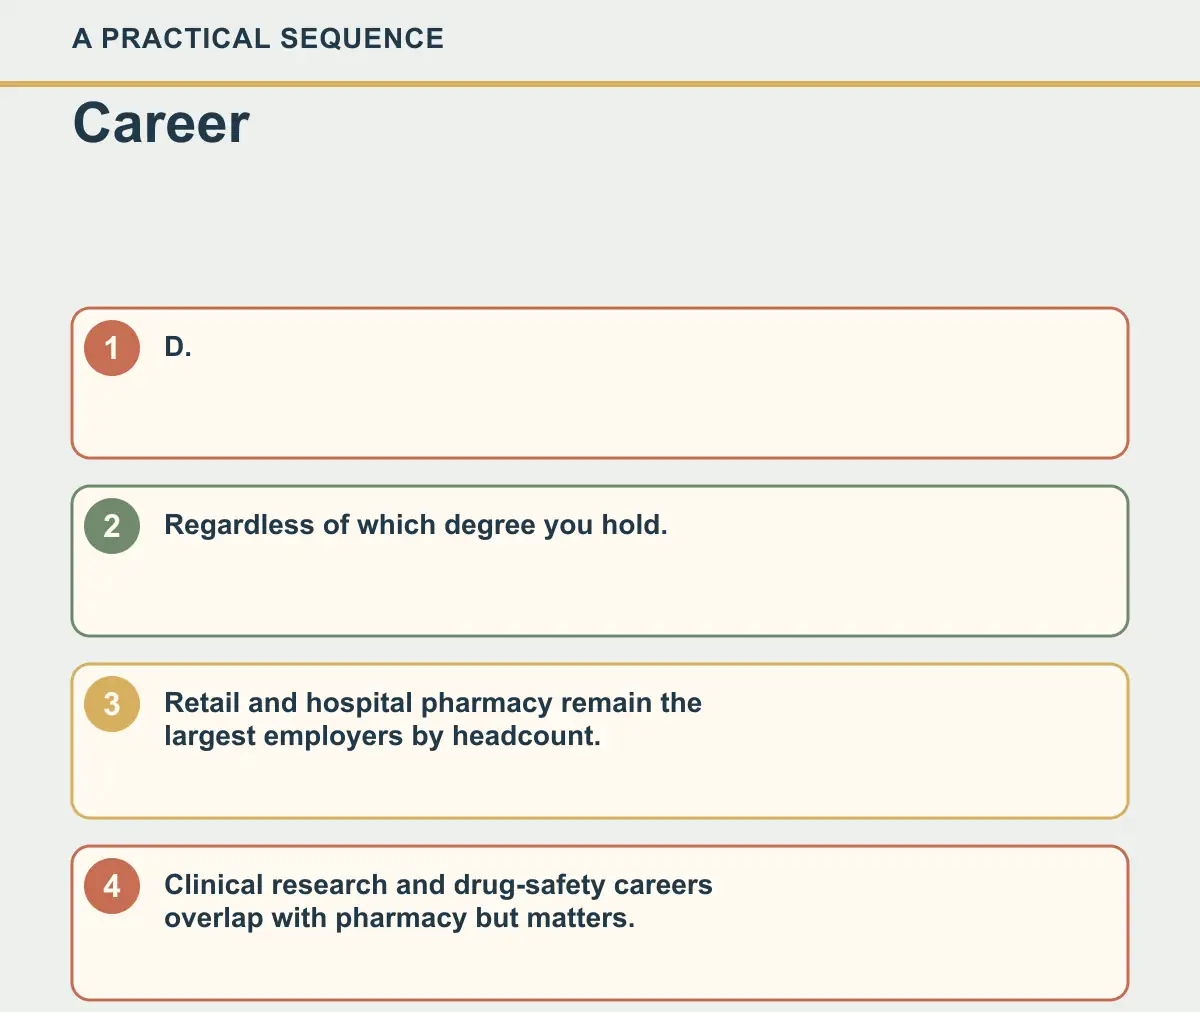 A PRACTICAL SEQUENCE
Career
1 D.
2 Regardless of which degree you hold.
3 Retail and hospital pharmacy remain the
largest employers by headcount.
4 Clinical research and drug-safety careers
overlap with pharmacy but matters.